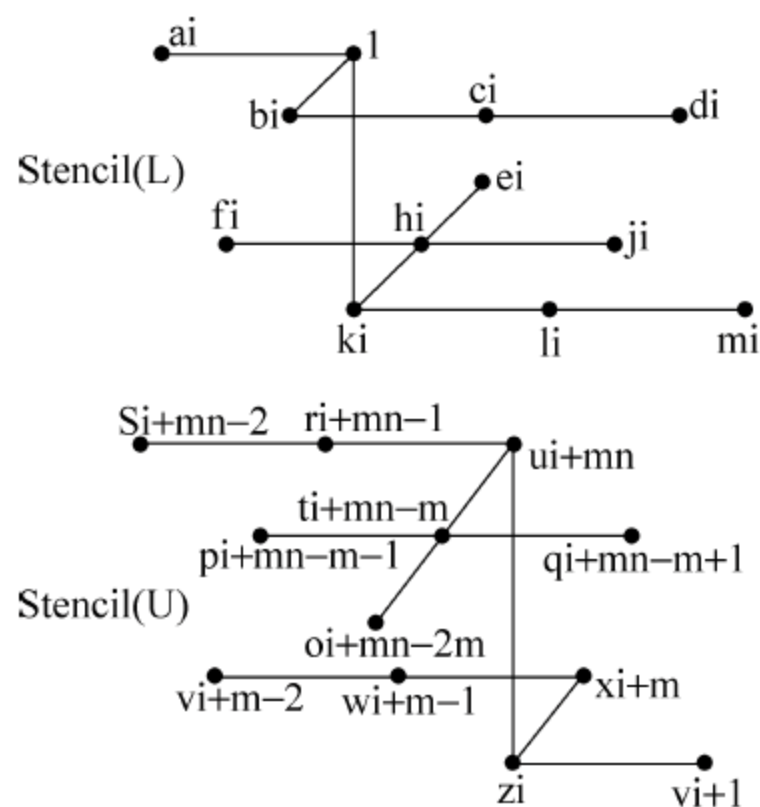 ai 1
bi ci di
Stencil(L)
ei
fi hi ji
ki li mi
Si+mn−2 ri+mn−1
ui+mn
ti+mn−m
pi+mn−m−1 qi+mn−m+1
Stencil(U)
oi+mn−2m
vi+m−2 wi+m−1 xi+m
zi vi+1